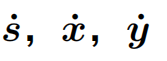 ṡ, ẋ, ẏ